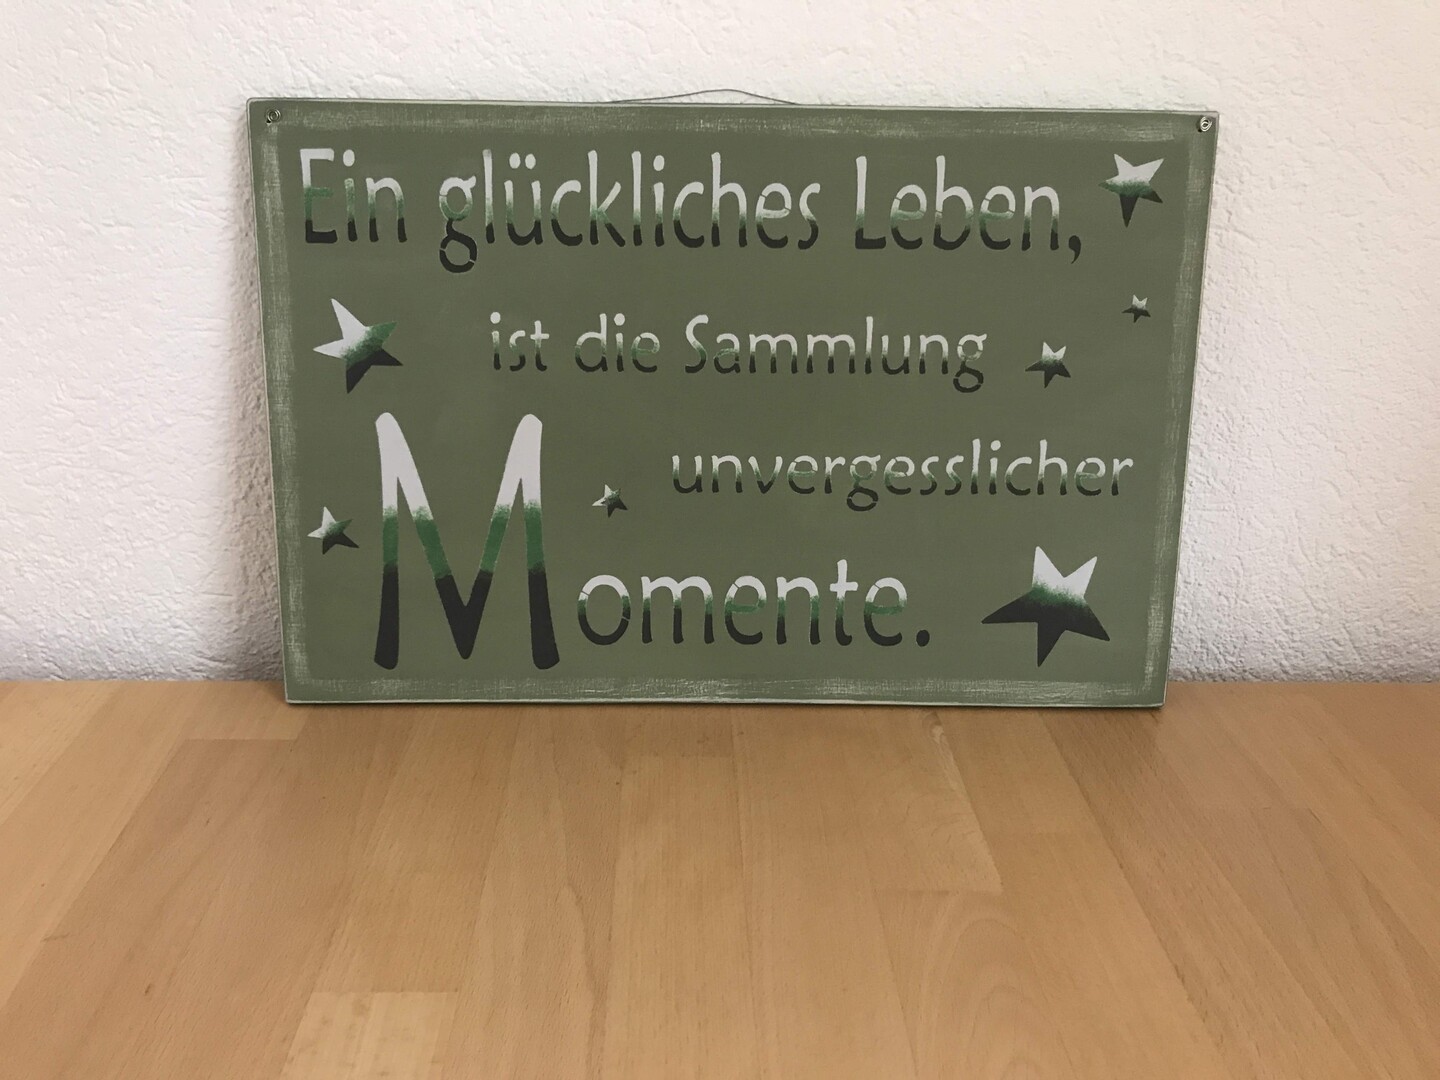 Ein glückliches Leben,
ist die Sammlung
unvergesslicher
Momente.